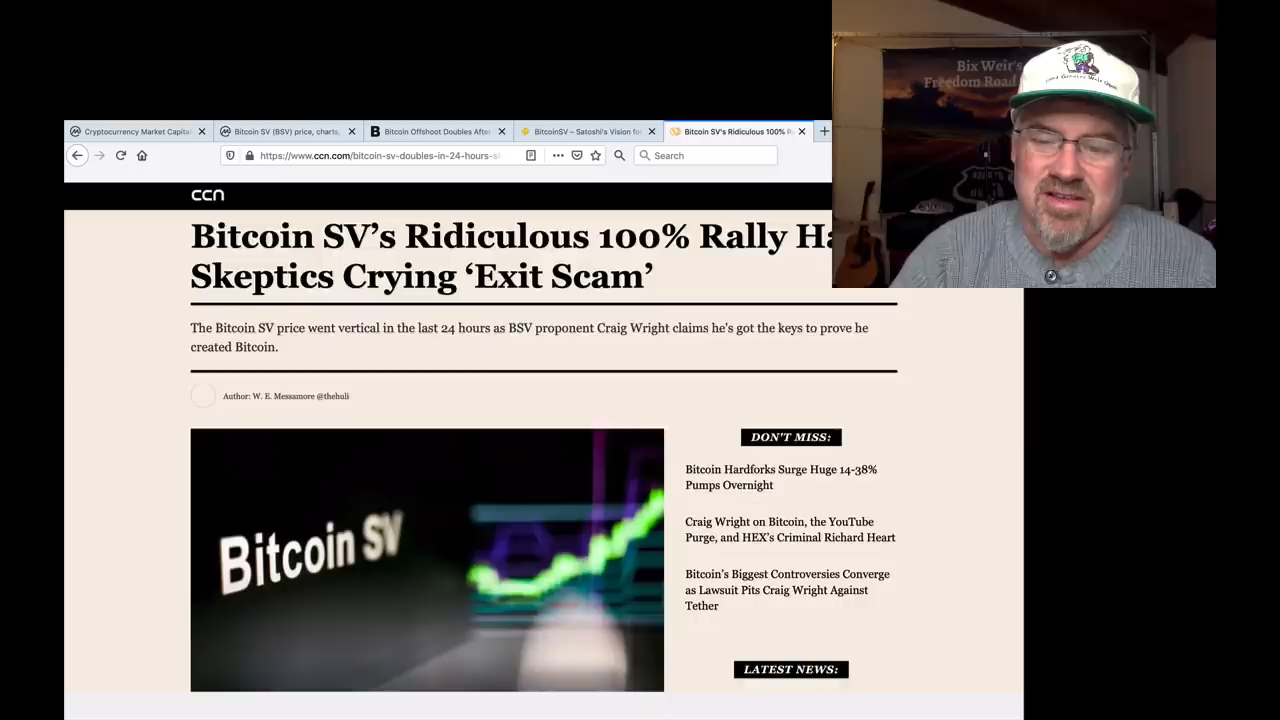 Bix Weir's
Freedom Road
Cryptocurrency Market Capital
Bitcoin SV (BSV) price, charts,
Bitcoin Offshoot Doubles After
BitcoinSV – Satoshi's Vision for
Bitcoin SV's Ridiculous 100% R
https://www.ccn.com/bitcoin-sv-doubles-in-24-hours-s
Search
ccn
Bitcoin SV's Ridiculous 100% Rally Ha
Skeptics Crying 'Exit Scam'
The Bitcoin SV price went vertical in the last 24 hours as BSV proponent Craig Wright claims he's got the keys to prove he
created Bitcoin.
Author: W. E. Messamore @thehuli
Bitcoin SV
DON'T MISS:
Bitcoin Hardforks Surge Huge 14-38%
Pumps Overnight
Craig Wright on Bitcoin, the YouTube
Purge, and HEX's Criminal Richard Heart
Bitcoin's Biggest Controversies Converge
as Lawsuit Pits Craig Wright Against
Tether
LATEST NEWS: